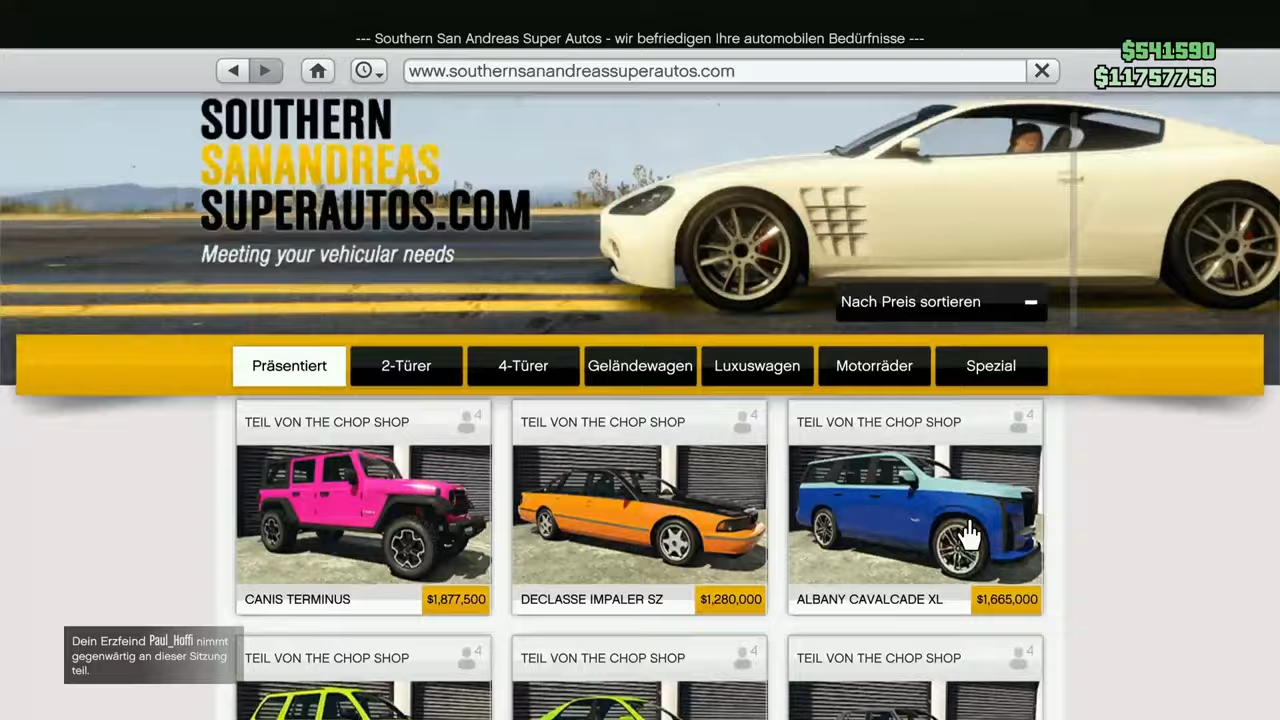 --- Southern San Andreas Super Autos - wir befriedigen Ihre automobilen Bedürfnisse ---
$541590
www.southernsanandreassuperautos.com
$11757756
SOUTHERN
SANANDREAS
SUPERAUTOS.COM
Meeting your vehicular needs
Nach Preis sortieren
Präsentiert
2-Türer
4-Türer
Geländewagen
Luxuswagen
Motorräder
Spezial
TEIL VON THE CHOP SHOP
4
TEIL VON THE CHOP SHOP
4
TEIL VON THE CHOP SHOP
4
CANIS TERMINUS
$1,877,500
DECLASSE IMPALER SZ
$1,280,000
ALBANY CAVALCADE XL
$1,665,000
Dein Erzfeind Paul_Hoffi nimmt
gegenwärtig an dieser Sitzung
teil.
TEIL VON THE CHOP SHOP
4
TEIL VON THE CHOP SHOP
4
TEIL VON THE CHOP SHOP
4